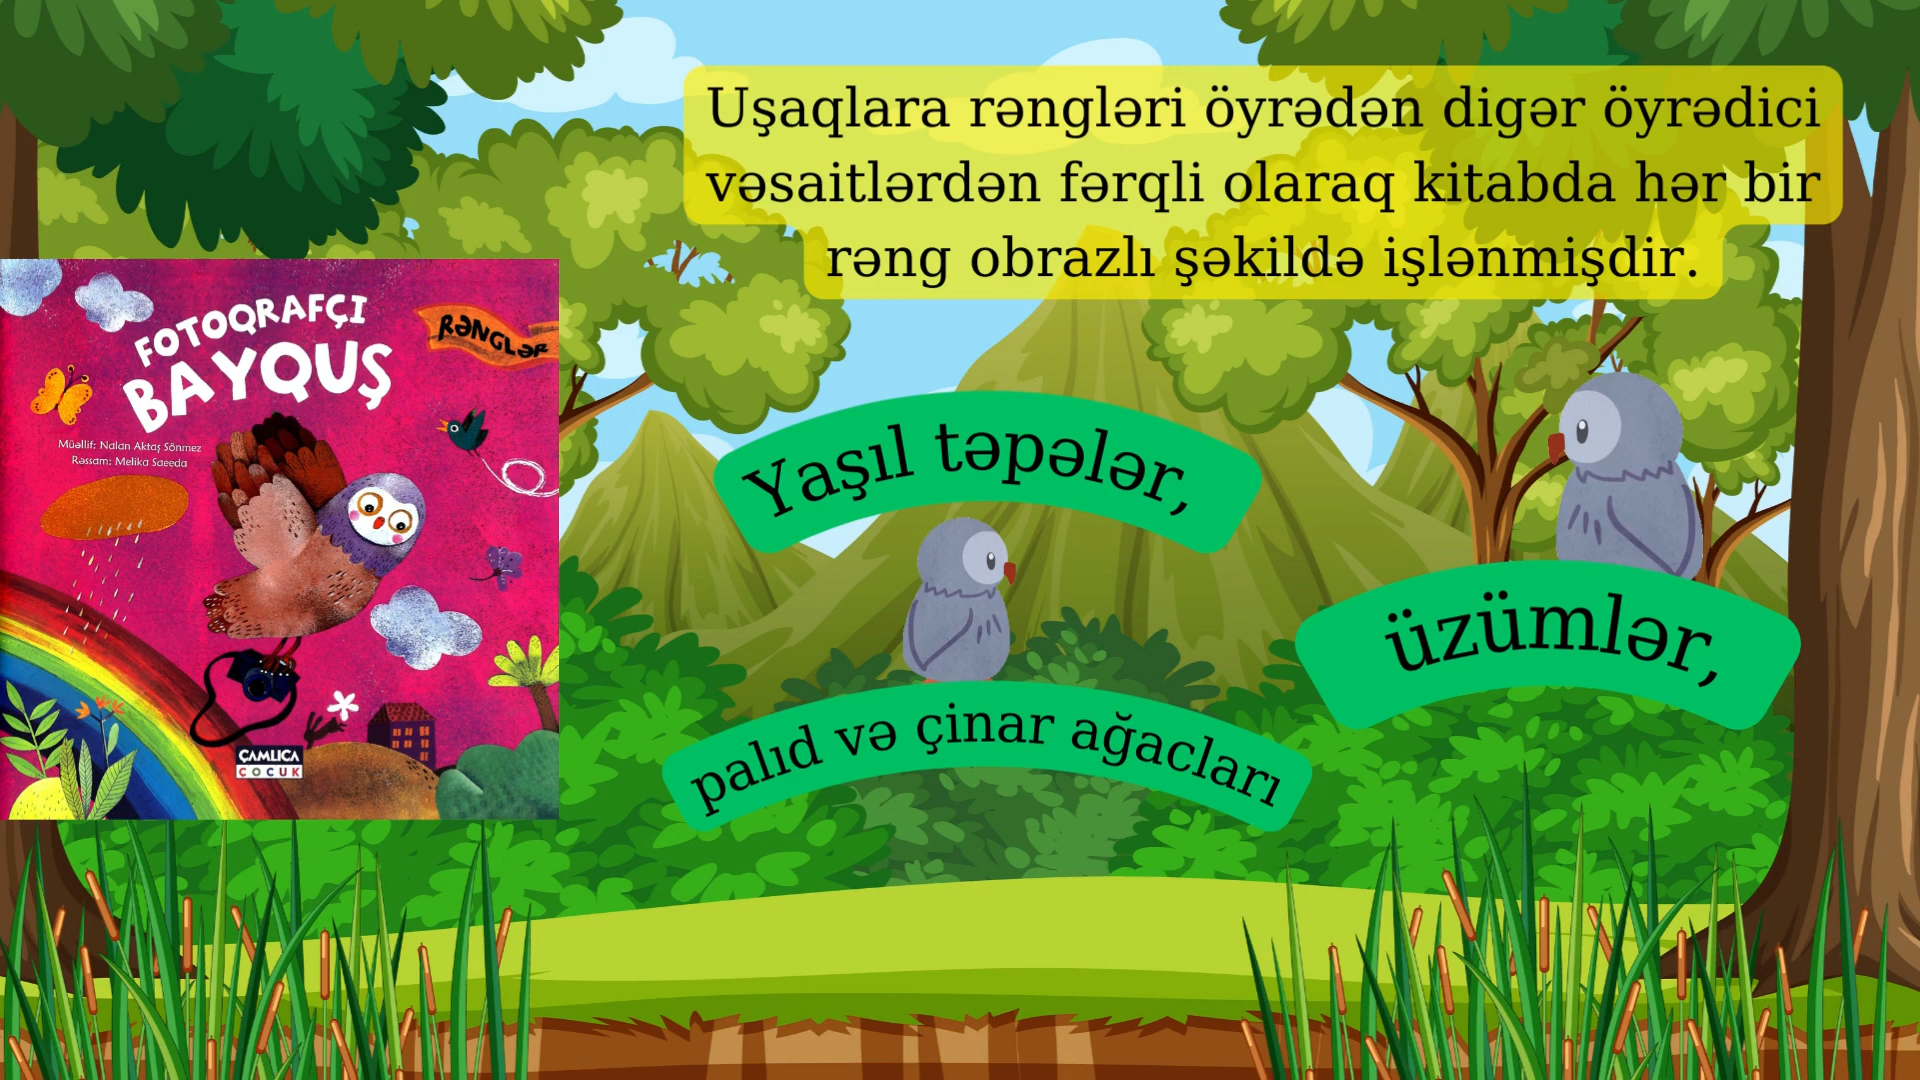 Uşaqlara rəngləri öyrədən digər öyrədici
vəsaitlərdən fərqli olaraq kitabda hər bir
rəng obrazlı şəkildə işlənmişdir.
FOTOQRAFÇI
BAYQUŞ
RƏNGLƏR
Müəllif: Nalan Aktaş Sönmez
Rəssam: Melika Saeeda
ÇAMLICA
ÇOCUK
Yaşıl təpələr,
üzümlər,
palıd və çinar ağacları